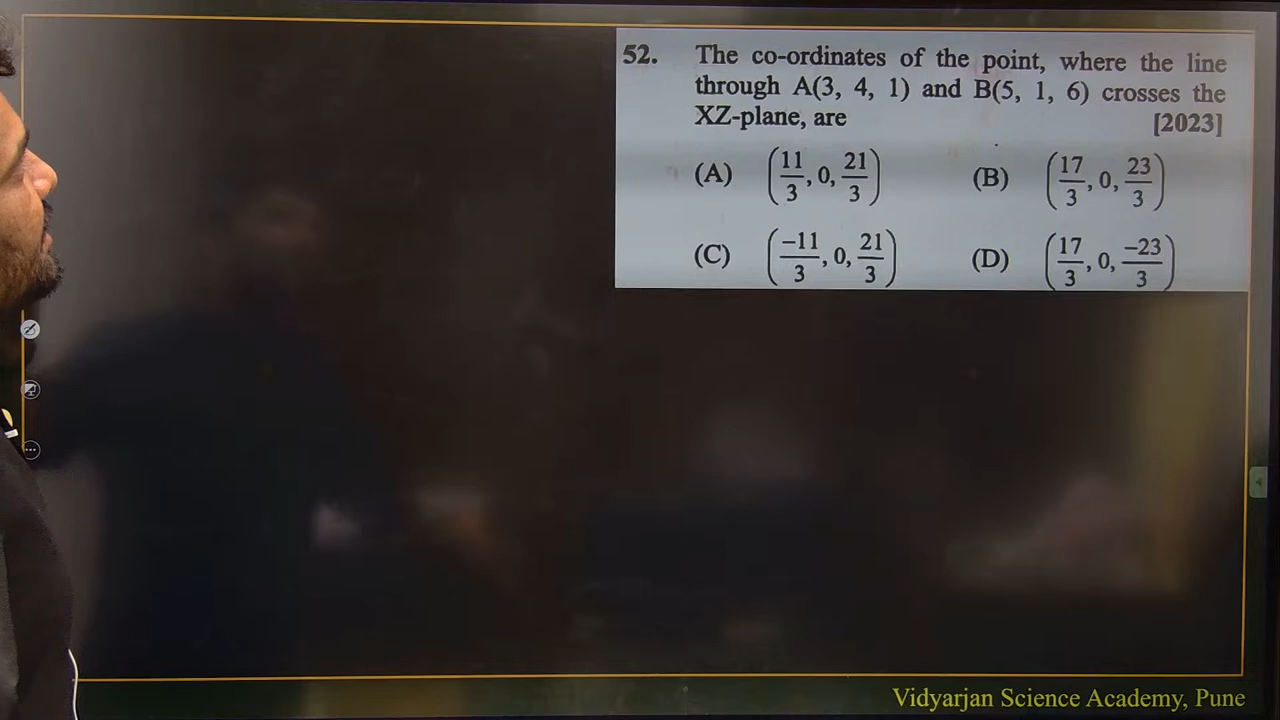 52. The co-ordinates of the point, where the line
through A(3, 4, 1) and B(5, 1, 6) crosses the
XZ-plane, are [2023]
(A) (11/3, 0, 21/3) (B) (17/3, 0, 23/3)
(C) (−11/3, 0, 21/3) (D) (17/3, 0, −23/3)
Vidyarjan Science Academy, Pune